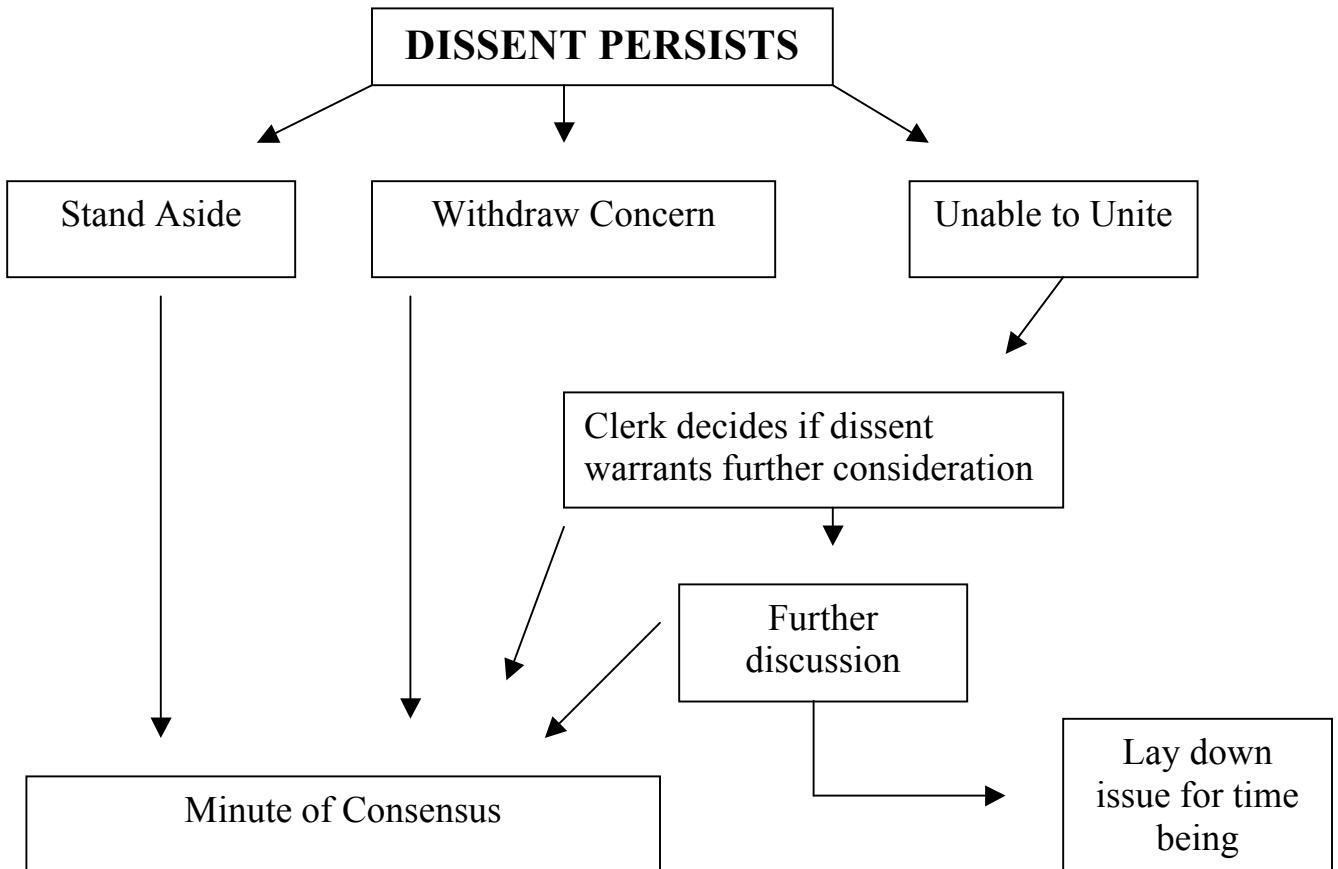 DISSENT PERSISTS
Stand Aside
Withdraw Concern
Unable to Unite
Clerk decides if dissent
warrants further consideration
Further
discussion
Minute of Consensus
Lay down
issue for time
being